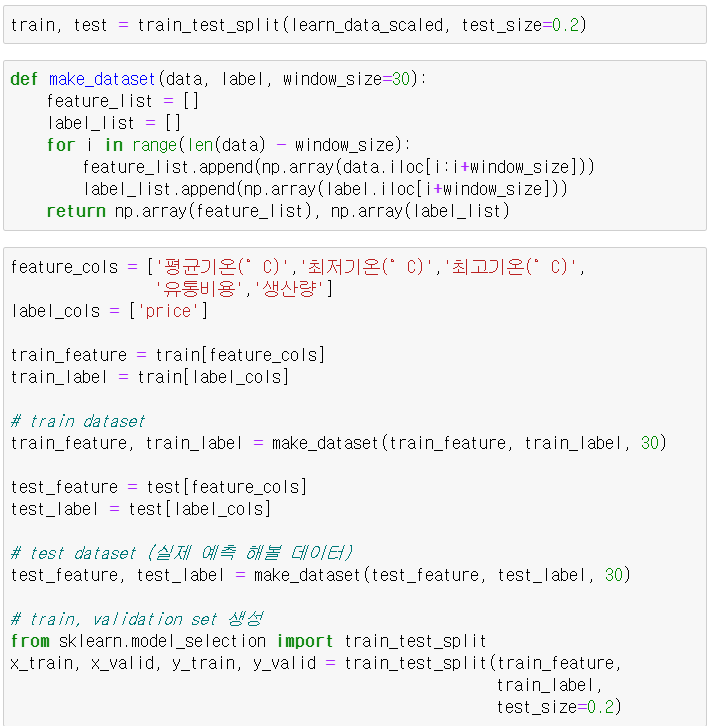 train, test = train_test_split(learn_data_scaled, test_size=0.2)
def make_dataset(data, label, window_size=30):
    feature_list = []
    label_list = []
    for i in range(len(data) - window_size):
        feature_list.append(np.array(data.iloc[i:i+window_size]))
        label_list.append(np.array(label.iloc[i+window_size]))
    return np.array(feature_list), np.array(label_list)
feature_cols = ['평균기온(°C)','최저기온(°C)','최고기온(°C)',
                '유통비용','생산량']
label_cols = ['price']
train_feature = train[feature_cols]
train_label = train[label_cols]
# train dataset
train_feature, train_label = make_dataset(train_feature, train_label, 30)
test_feature = test[feature_cols]
test_label = test[label_cols]
# test dataset (실제 예측 해볼 데이터)
test_feature, test_label = make_dataset(test_feature, test_label, 30)
# train, validation set 생성
from sklearn.model_selection import train_test_split
x_train, x_valid, y_train, y_valid = train_test_split(train_feature,
                                                      train_label,
                                                      test_size=0.2)